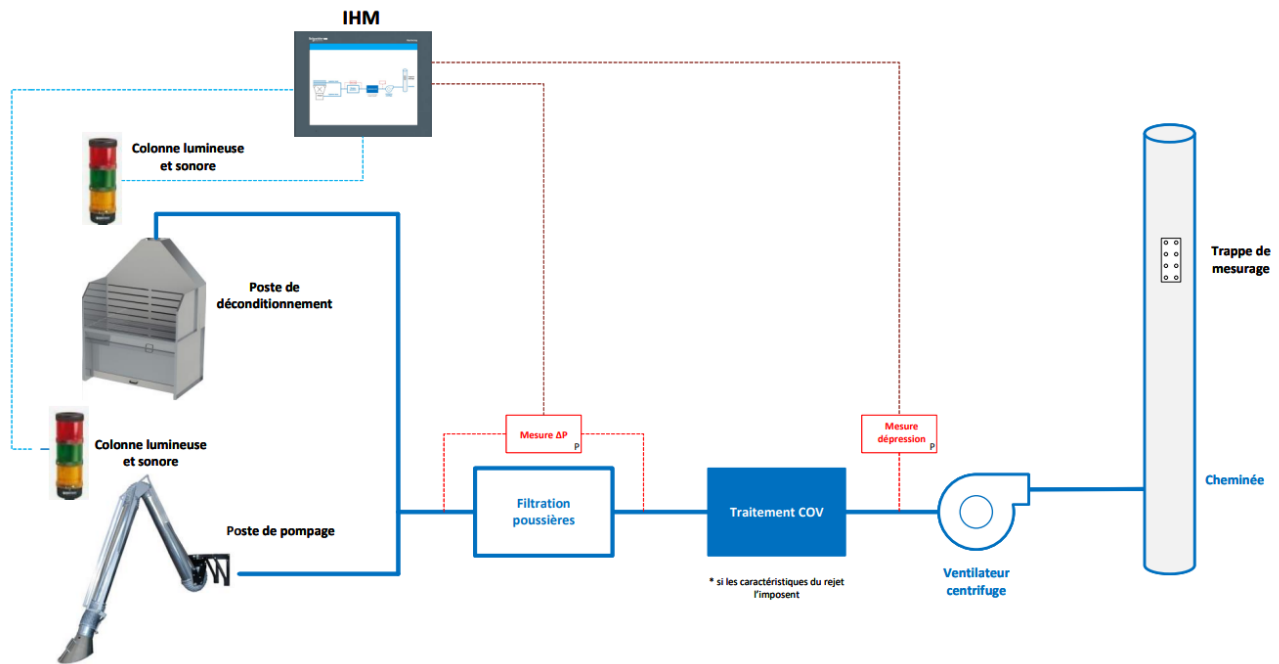 IHM
Colonne lumineuse
et sonore
Poste de
déconditionnement
Colonne lumineuse
et sonore
Poste de pompage
Mesure ΔP
P
Filtration
poussières
Traitement COV
* si les caractéristiques du rejet
l'imposent
Mesure
dépression
P
Ventilateur
centrifuge
Trappe de
mesurage
Cheminée